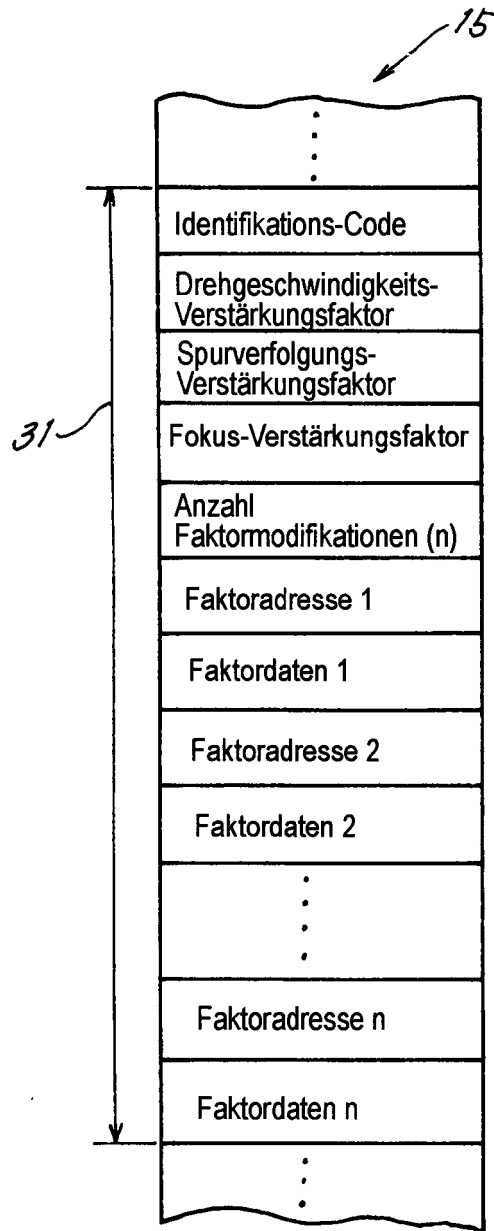 15
Identifikations-Code
Drehgeschwindigkeits-
Verstärkungsfaktor
Spurverfolgungs-
Verstärkungsfaktor
31
Fokus-Verstärkungsfaktor
Anzahl
Faktormodifikationen (n)
Faktoradresse 1
Faktordaten 1
Faktoradresse 2
Faktordaten 2
Faktoradresse n
Faktordaten n